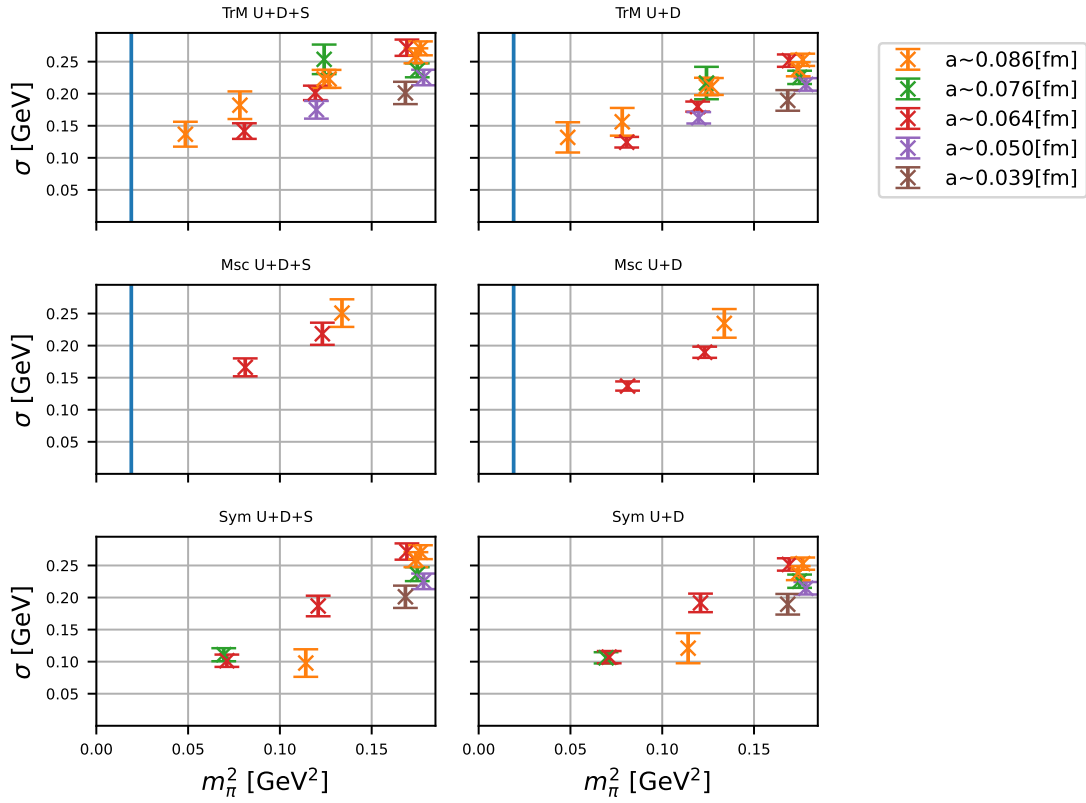 TrM U+D+S
TrM U+D
σ [GeV]
0.25
0.20
0.15
0.10
0.05
a~0.086[fm]
a~0.076[fm]
a~0.064[fm]
a~0.050[fm]
a~0.039[fm]
Msc U+D+S
Msc U+D
σ [GeV]
0.25
0.20
0.15
0.10
0.05
Sym U+D+S
Sym U+D
σ [GeV]
0.25
0.20
0.15
0.10
0.05
0.00 0.05 0.10 0.15
0.00 0.05 0.10 0.15
m²π [GeV²]
m²π [GeV²]